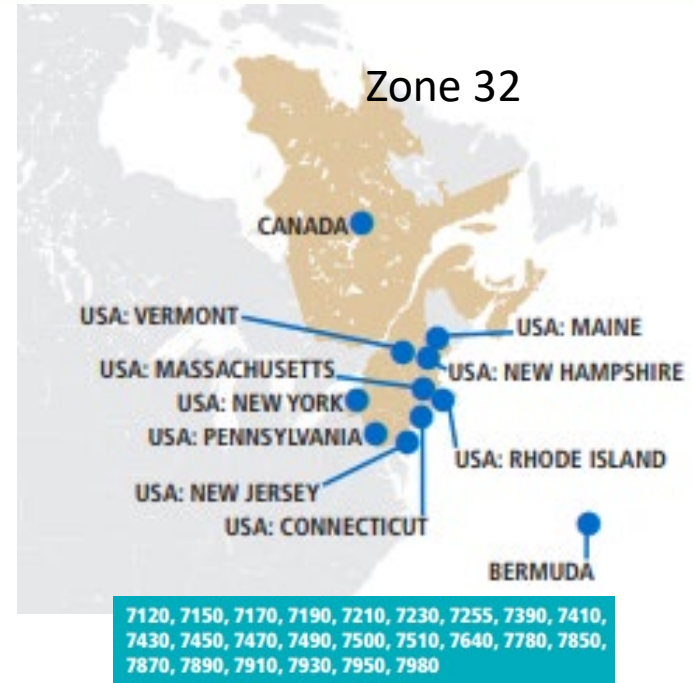 Zone 32
CANADA
USA: VERMONT
USA: MAINE
USA: MASSACHUSETTS
USA: NEW HAMPSHIRE
USA: NEW YORK
USA: PENNSYLVANIA
USA: RHODE ISLAND
USA: NEW JERSEY
USA: CONNECTICUT
BERMUDA
7120, 7150, 7170, 7190, 7210, 7230, 7255, 7390, 7410,
7430, 7450, 7470, 7490, 7500, 7510, 7640, 7780, 7850,
7870, 7890, 7910, 7930, 7950, 7980